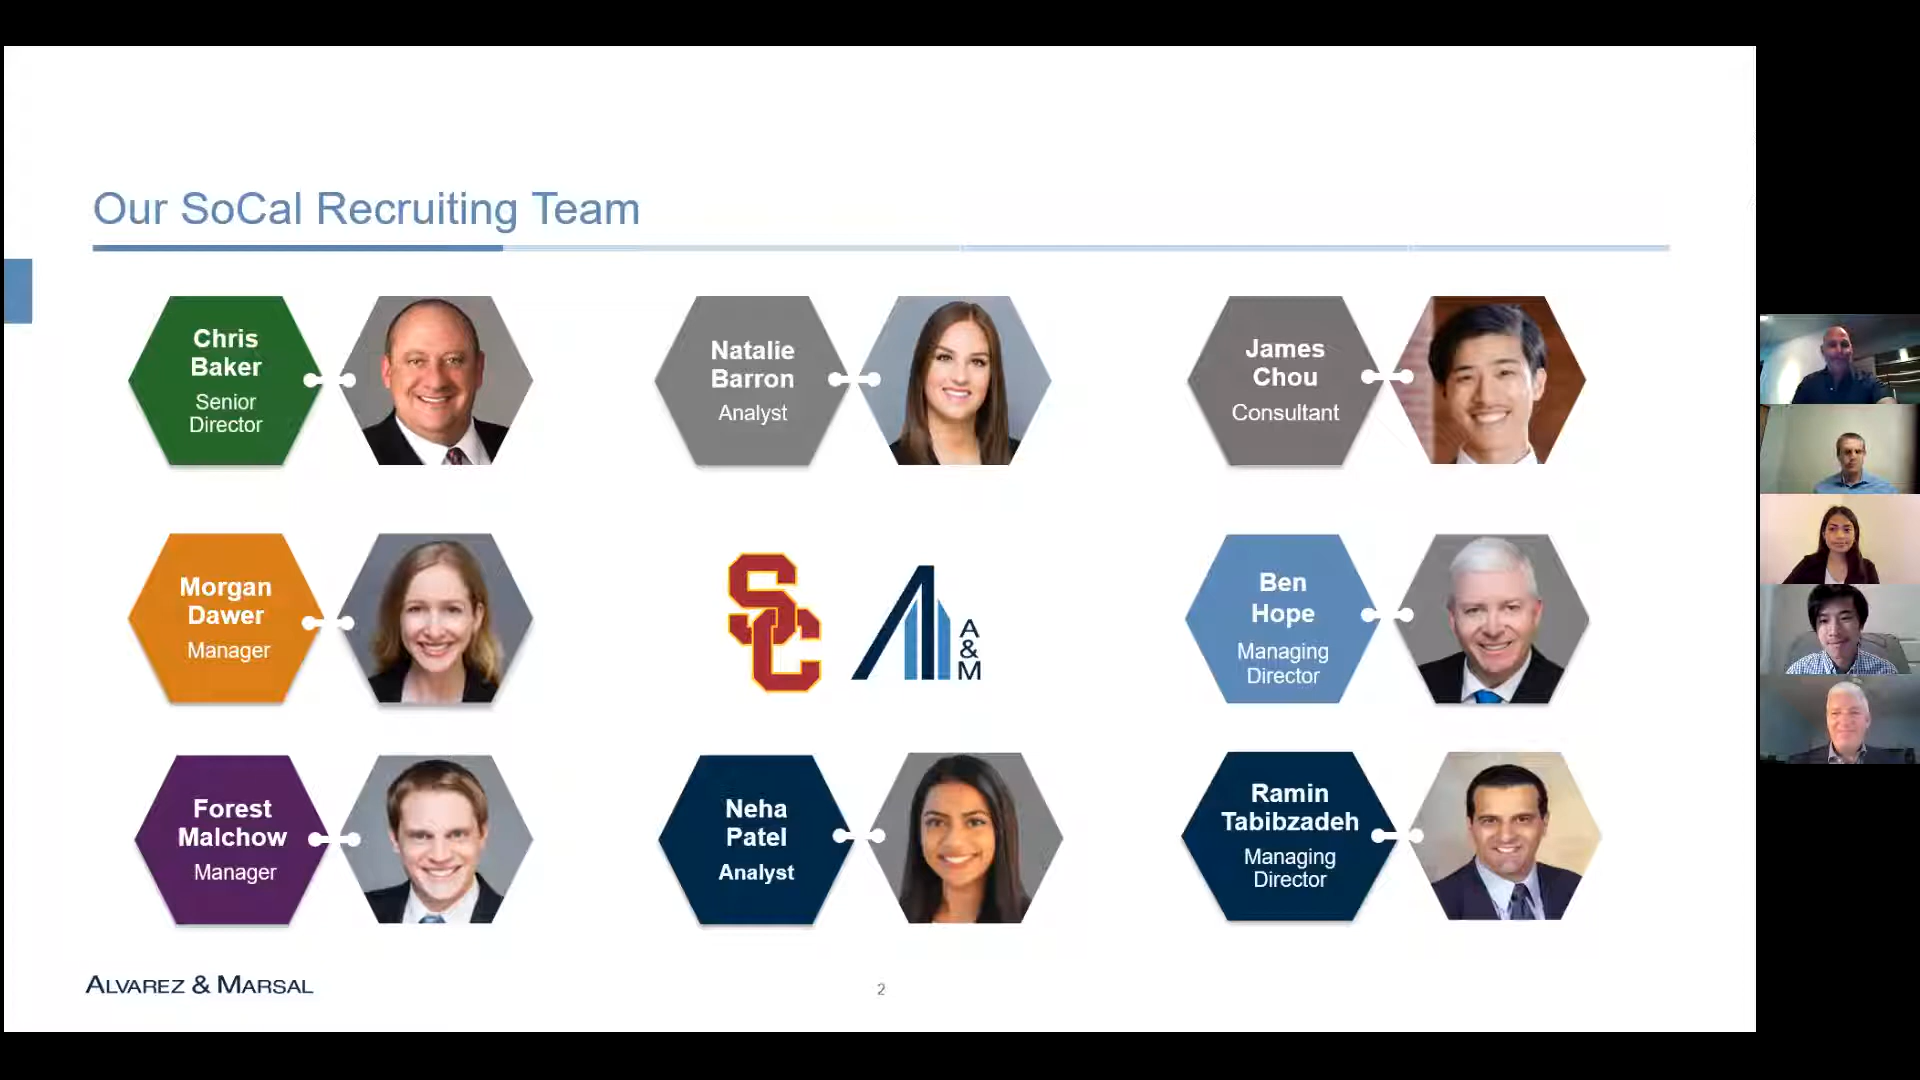 Our SoCal Recruiting Team
Chris
Baker
Senior
Director
Natalie
Barron
Analyst
James
Chou
Consultant
Morgan
Dawer
Manager
SC
A
&
M
Ben
Hope
Managing
Director
Forest
Malchow
Manager
Neha
Patel
Analyst
Ramin
Tabibzadeh
Managing
Director
ALVAREZ & MARSAL
2